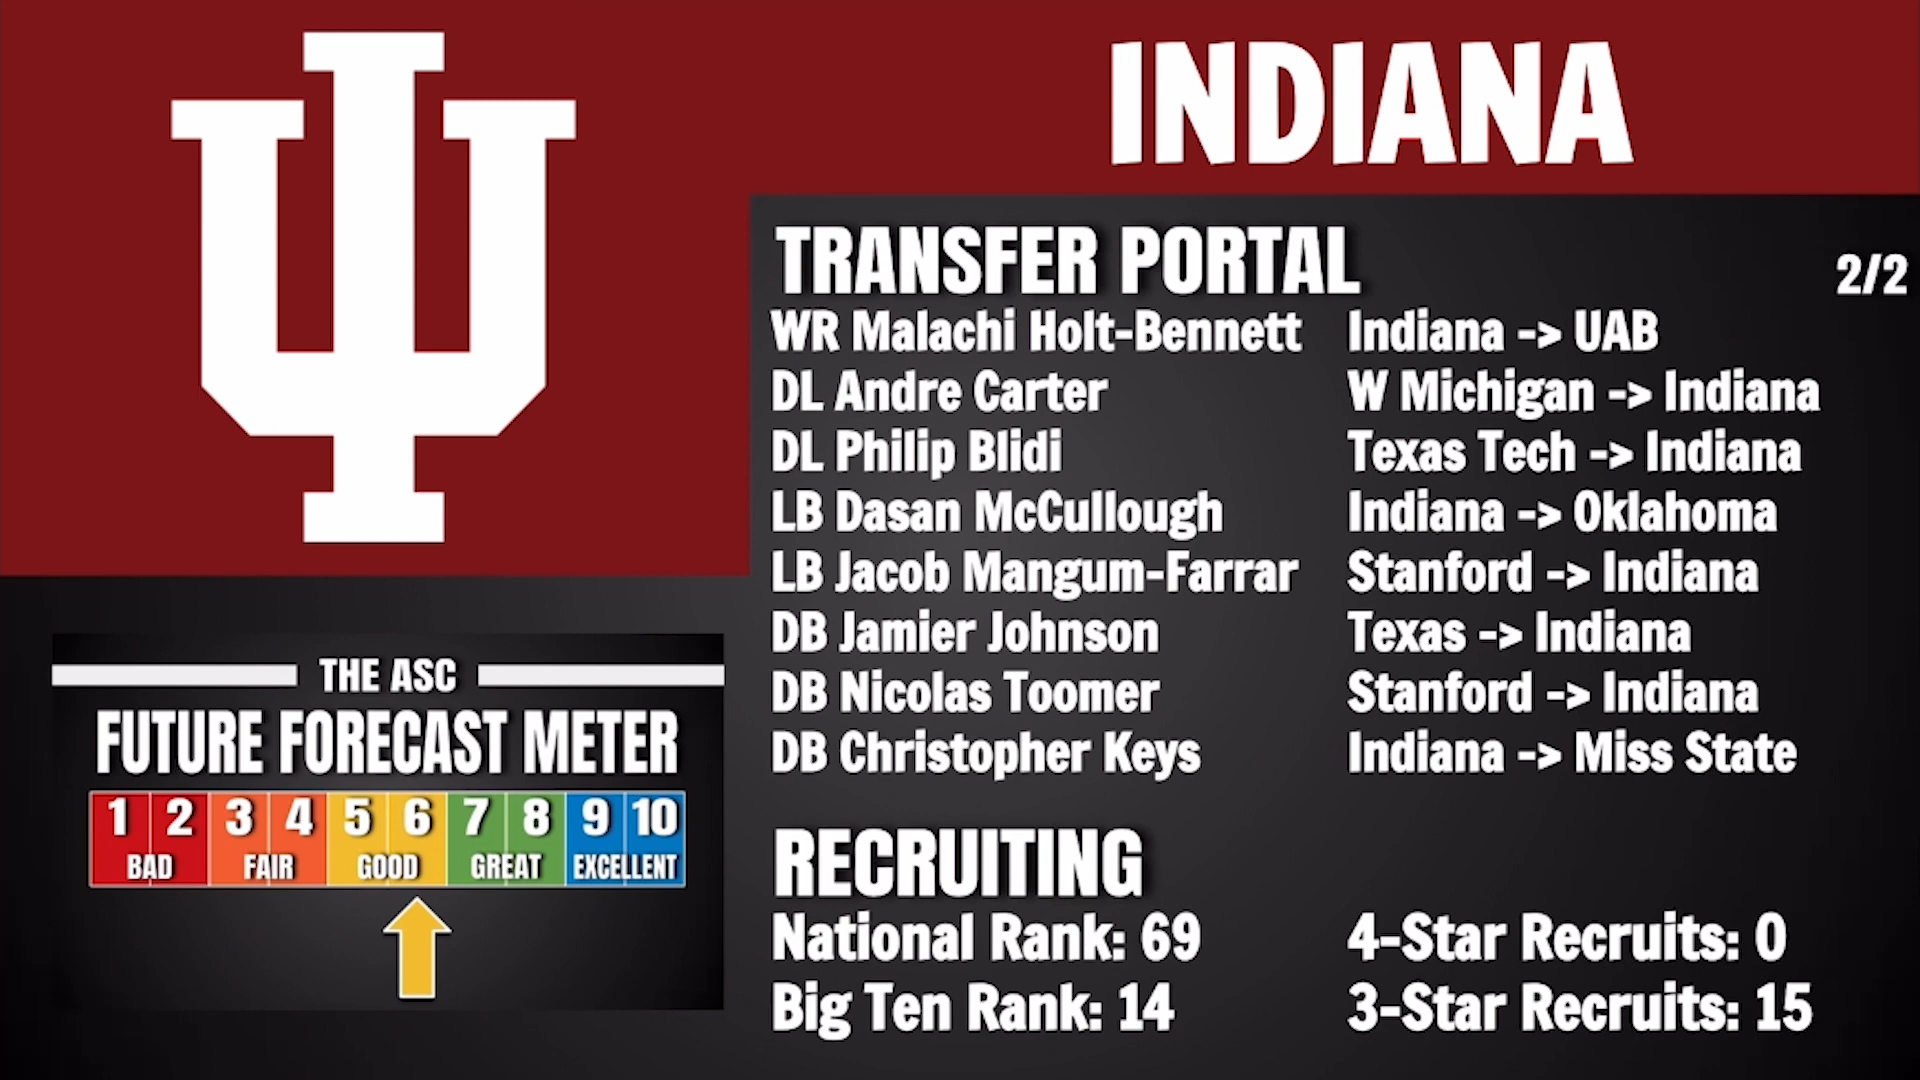 INDIANA
TRANSFER PORTAL 2/2
WR Malachi Holt-Bennett Indiana -> UAB
DL Andre Carter W Michigan -> Indiana
DL Philip Blidi Texas Tech -> Indiana
LB Dasan McCullough Indiana -> Oklahoma
LB Jacob Mangum-Farrar Stanford -> Indiana
DB Jamier Johnson Texas -> Indiana
DB Nicolas Toomer Stanford -> Indiana
DB Christopher Keys Indiana -> Miss State
RECRUITING
National Rank: 69 4-Star Recruits: 0
Big Ten Rank: 14 3-Star Recruits: 15
THE ASC
FUTURE FORECAST METER
1 2 3 4 5 6 7 8 9 10
BAD FAIR GOOD GREAT EXCELLENT